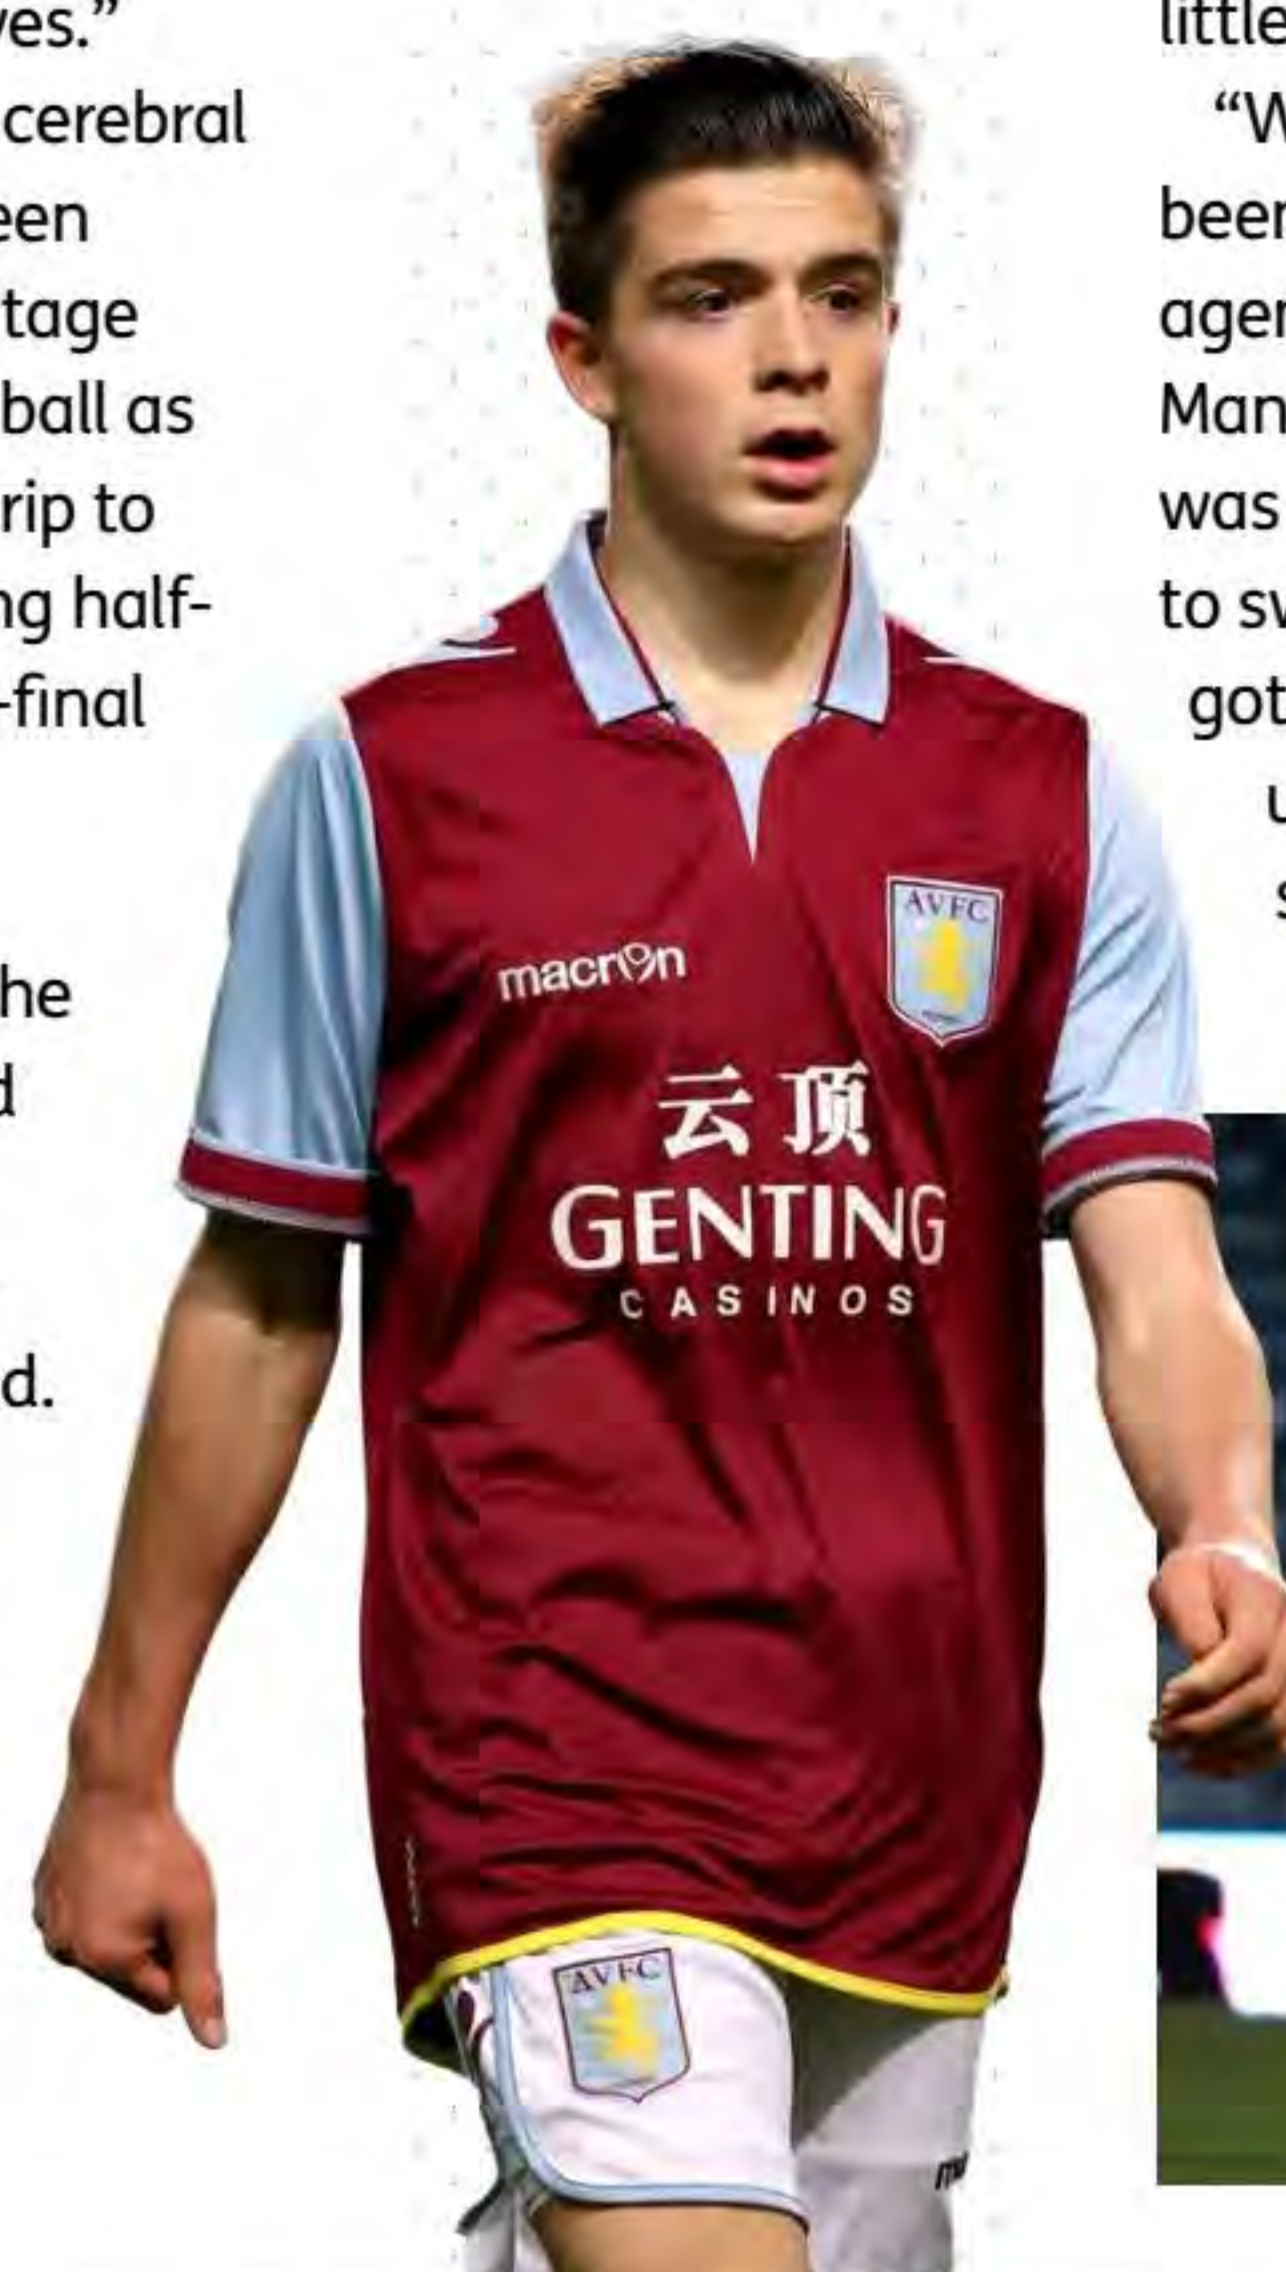 ves.”
cerebral
een
tage
ball as
rip to
ng half-
-final
he
d
d.
macron
AVFC
云顶
GENTING
CASINOS
AVFC
little
“W
been
agen
Man
was
to sw
got
u
s